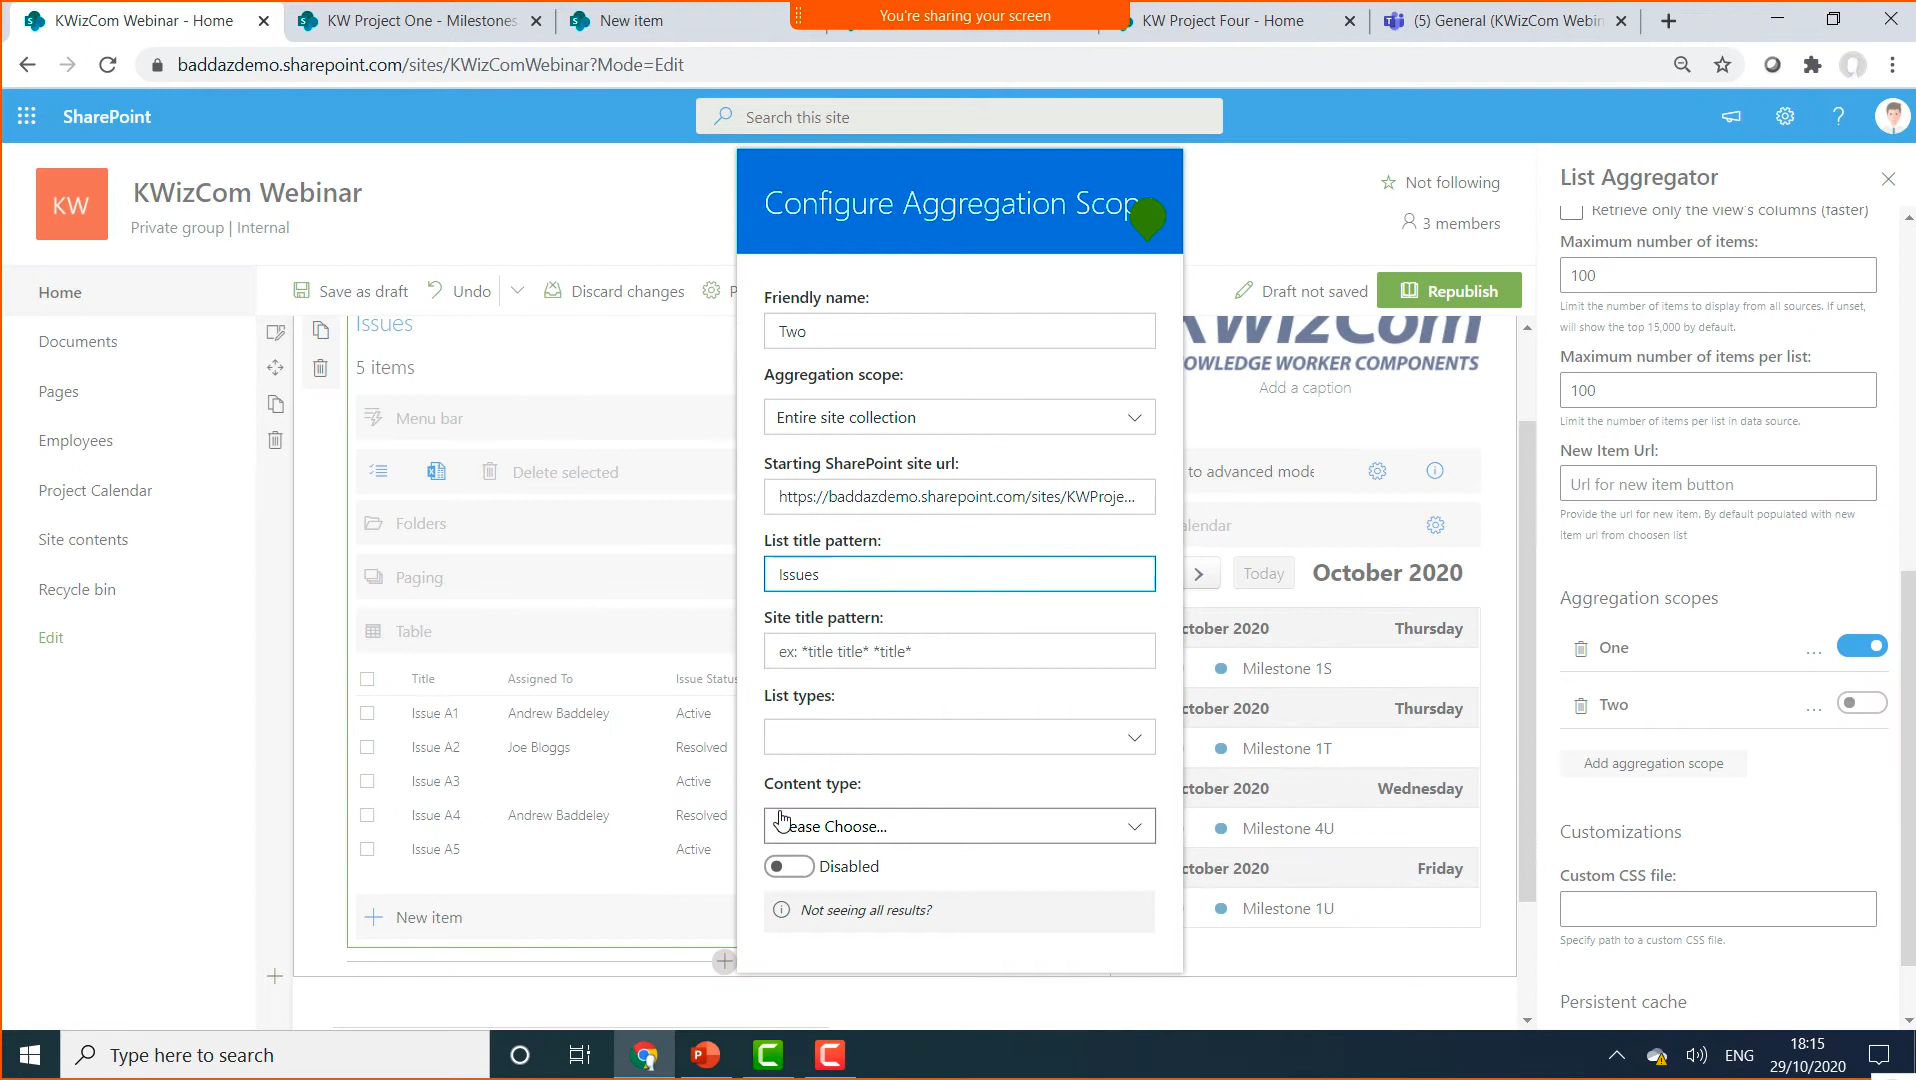 KWizCom Webinar - Home
KW Project One - Milestones
New item
You're sharing your screen
KW Project Four - Home
(5) General (KWizCom Webin
baddazdemo.sharepoint.com/sites/KWizComWebinar?Mode=Edit
SharePoint
Search this site
KW
KWizCom Webinar
Private group | Internal
Not following
3 members
Home
Documents
Pages
Employees
Project Calendar
Site contents
Recycle bin
Edit
Save as draft
Undo
Discard changes
P
Draft not saved
Republish
Issues
5 items
Menu bar
Delete selected
Folders
Paging
Table
Title Assigned To Issue Status
Issue A1 Andrew Baddeley Active
Issue A2 Joe Bloggs Resolved
Issue A3 Active
Issue A4 Andrew Baddeley Resolved
Issue A5 Active
New item
Configure Aggregation Scop
Friendly name:
Two
Aggregation scope:
Entire site collection
Starting SharePoint site url:
https://baddazdemo.sharepoint.com/sites/KWProje...
List title pattern:
Issues
Site title pattern:
ex: *title title* *title*
List types:
Content type:
ease Choose...
Disabled
Not seeing all results?
KWizCom
NOWLEDGE WORKER COMPONENTS
Add a caption
to advanced mode
alendar
Today
October 2020
ctober 2020 Thursday
Milestone 1S
ctober 2020 Thursday
Milestone 1T
ctober 2020 Wednesday
Milestone 4U
ctober 2020 Friday
Milestone 1U
List Aggregator
Retrieve only the view's columns (faster)
Maximum number of items:
100
Limit the number of items to display from all sources. If unset,
will show the top 15,000 by default.
Maximum number of items per list:
100
Limit the number of items per list in data source.
New Item Url:
Url for new item button
Provide the url for new item. By default populated with new
item url from choosen list
Aggregation scopes
One ...
Two ...
Add aggregation scope
Customizations
Custom CSS file:
Specify path to a custom CSS file.
Persistent cache
Type here to search
ENG
18:15
29/10/2020